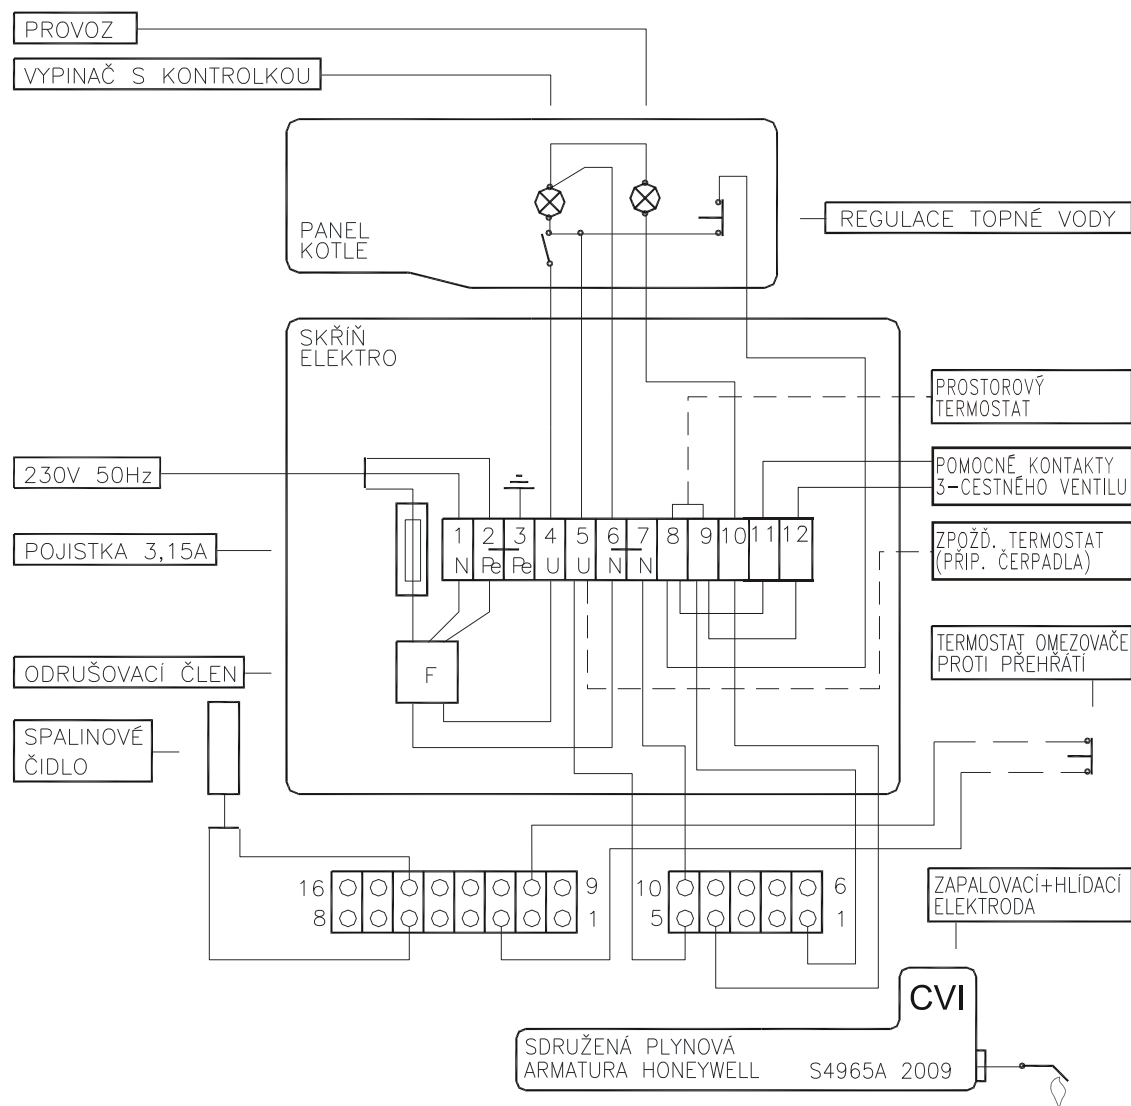 PROVOZ
VYPINAČ S KONTROLKOU
PANEL
KOTLE
REGULACE TOPNÉ VODY
SKŘÍŇ
ELEKTRO
PROSTOROVÝ
TERMOSTAT
230V 50Hz
POMOCNÉ KONTAKTY
3-CESTNÉHO VENTILU
1 2 3 4 5 6 7 8 9 10 11 12
N Pe Pe U U N N
POJISTKA 3,15A
ZPOŽĎ. TERMOSTAT
(PŘIP. ČERPADLA)
ODRUŠOVACÍ ČLEN
F
TERMOSTAT OMEZOVAČE
PROTI PŘEHŘÁTÍ
SPALINOVÉ
ČIDLO
16 9 10 6
8 1 5 1
ZAPALOVACÍ+HLÍDACÍ
ELEKTRODA
CVI
SDRUŽENÁ PLYNOVÁ
ARMATURA HONEYWELL S4965A 2009